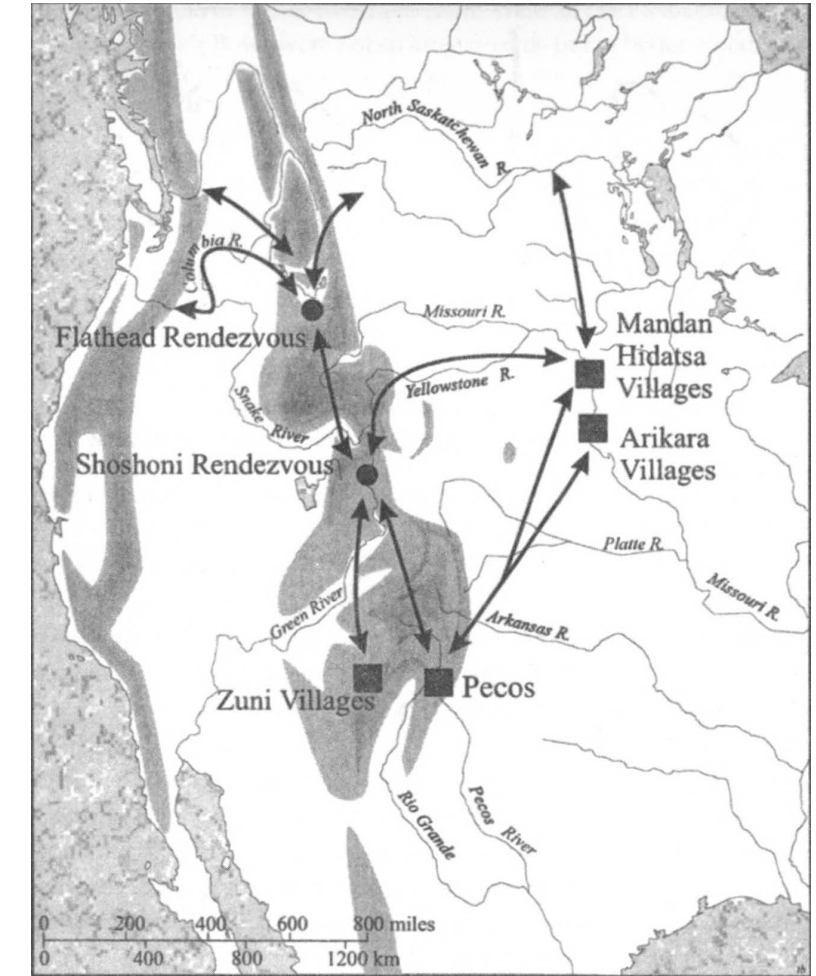 North Saskatchewan R.
Columbia R.
Flathead Rendezvous
Missouri R.
Mandan
Hidatsa
Villages
Yellowstone R.
Snake River
Arikara
Villages
Shoshoni Rendezvous
Platte R.
Missouri R.
Green River
Arkansas R.
Zuni Villages
Pecos
Rio Grande
Pecos River
0 200 400 600 800 miles
0 400 800 1200 km